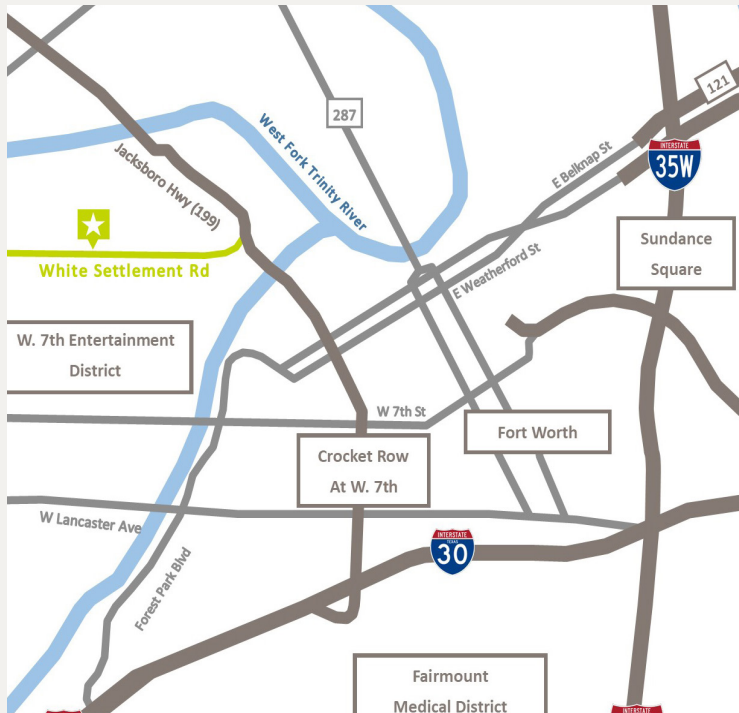 287
121
West Fork Trinity River
Jacksboro Hwy (199)
E Belknap St
INTERSTATE
35W
E Weatherford St
Sundance
Square
White Settlement Rd
W. 7th Entertainment
District
W 7th St
Fort Worth
Crocket Row
At W. 7th
W Lancaster Ave
INTERSTATE
TEXAS
30
Forest Park Blvd
Fairmount
Medical District
INTERSTATE